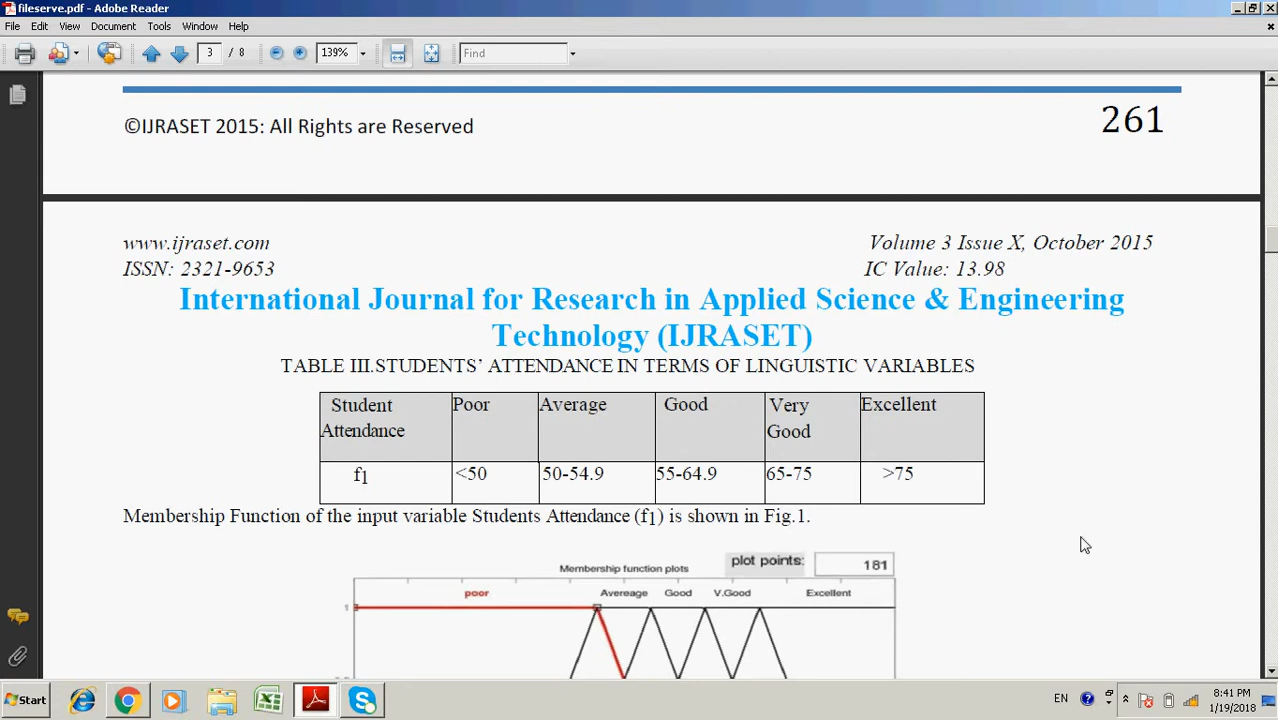 fileserve.pdf - Adobe Reader
File Edit View Document Tools Window Help
3 / 8 139% Find
©IJRASET 2015: All Rights are Reserved 261
www.ijraset.com Volume 3 Issue X, October 2015
ISSN: 2321-9653 IC Value: 13.98
International Journal for Research in Applied Science & Engineering
Technology (IJRASET)
TABLE III.STUDENTS’ ATTENDANCE IN TERMS OF LINGUISTIC VARIABLES
Student Attendance Poor Average Good Very Good Excellent
f1 <50 50-54.9 55-64.9 65-75 >75
Membership Function of the input variable Students Attendance (f1) is shown in Fig.1.
Membership function plots plot points: 181
poor Avereage Good V.Good Excellent
1
Start EN 8:41 PM
1/19/2018